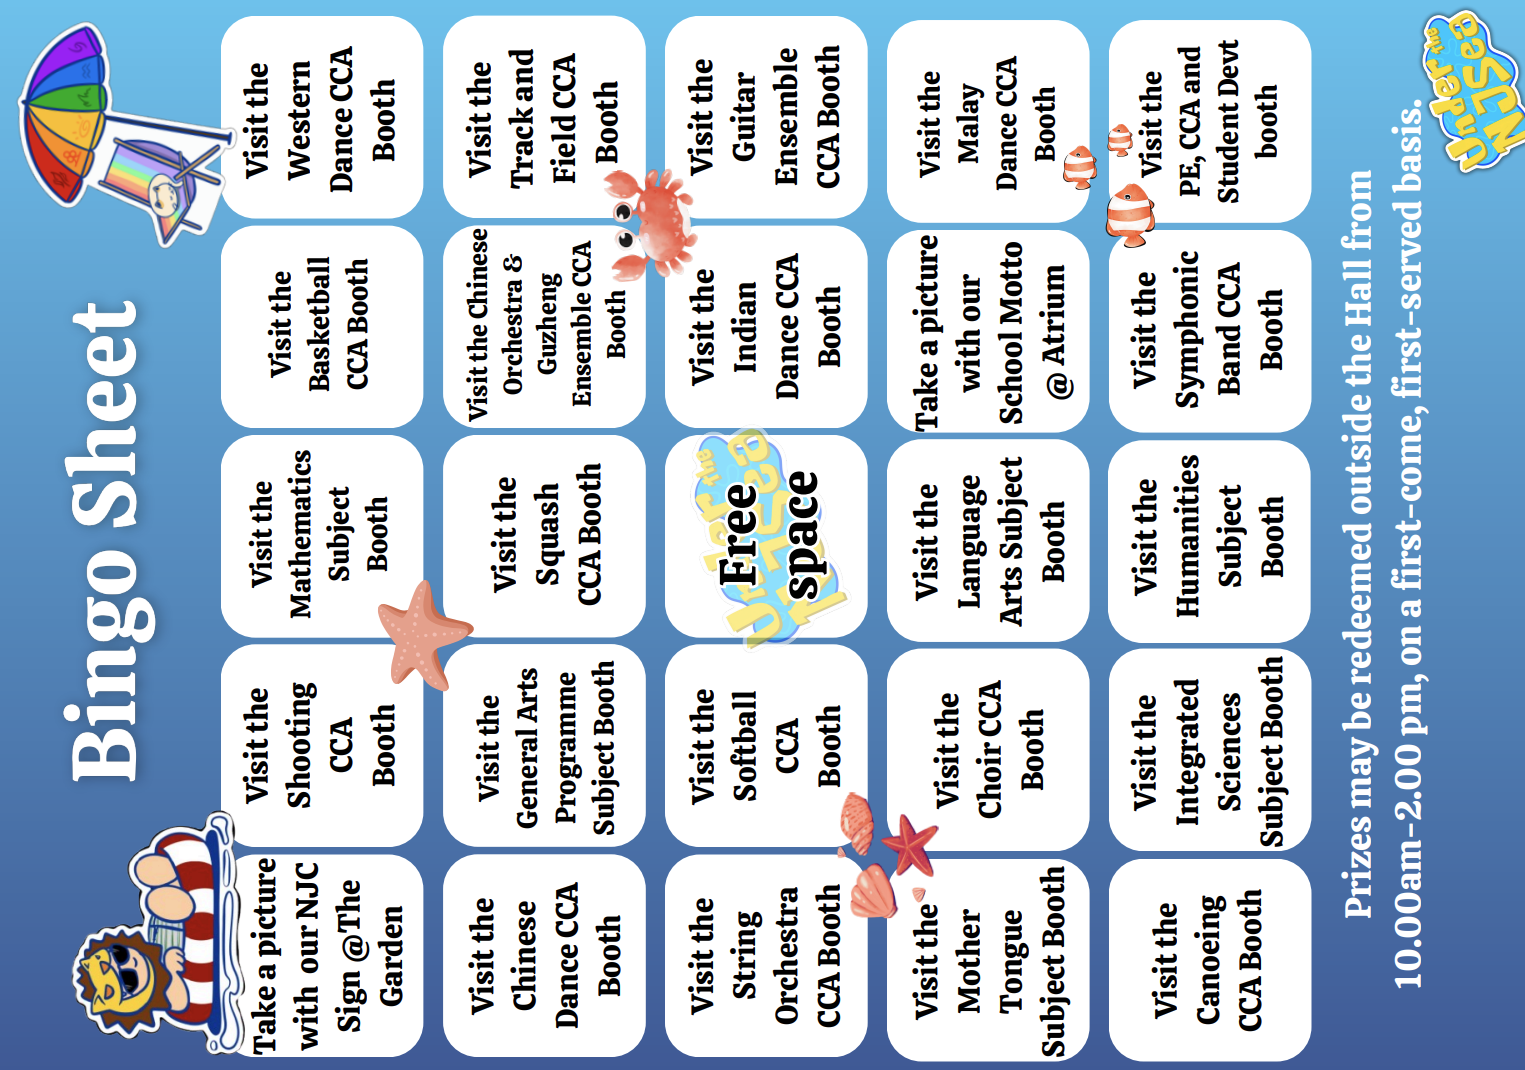 Bingo Sheet
Take a picture
with our NJC
Sign @The
Garden
Visit the
Shooting
CCA
Booth
Visit the
Mathematics
Subject
Booth
Visit the
Basketball
CCA Booth
Visit the
Western
Dance CCA
Booth
Visit the
Chinese
Dance CCA
Booth
Visit the
General Arts
Programme
Subject Booth
Visit the
Squash
CCA Booth
Visit the Chinese
Orchestra &
Guzheng
Ensemble CCA
Booth
Visit the
Track and
Field CCA
Booth
Visit the
String
Orchestra
CCA Booth
Visit the
Softball
CCA
Booth
Under the
Free
space
Visit the
Indian
Dance CCA
Booth
Visit the
Guitar
Ensemble
CCA Booth
Visit the
Mother
Tongue
Subject Booth
Visit the
Choir CCA
Booth
Visit the
Language
Arts Subject
Booth
Take a picture
with our
School Motto
@ Atrium
Visit the
Malay
Dance CCA
Booth
Visit the
Canoeing
CCA Booth
Visit the
Integrated
Sciences
Subject Booth
Visit the
Humanities
Subject
Booth
Visit the
Symphonic
Band CCA
Booth
Visit the
PE, CCA and
Student Devt
booth
Prizes may be redeemed outside the Hall from
10.00am-2.00 pm, on a first-come, first-served basis.
Under the
NJSea